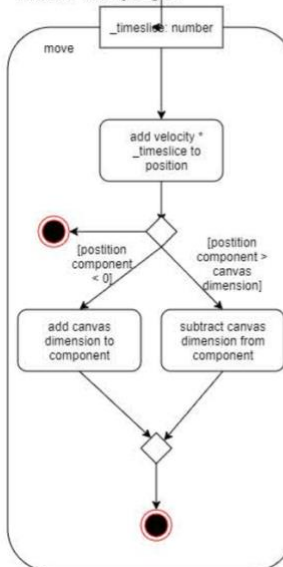 _timeslice: number
move
add velocity *
_timeslice to
position
[postition
component
< 0]
[postition
component >
canvas
dimension]
add canvas
dimension to
component
subtract canvas
dimension from
component